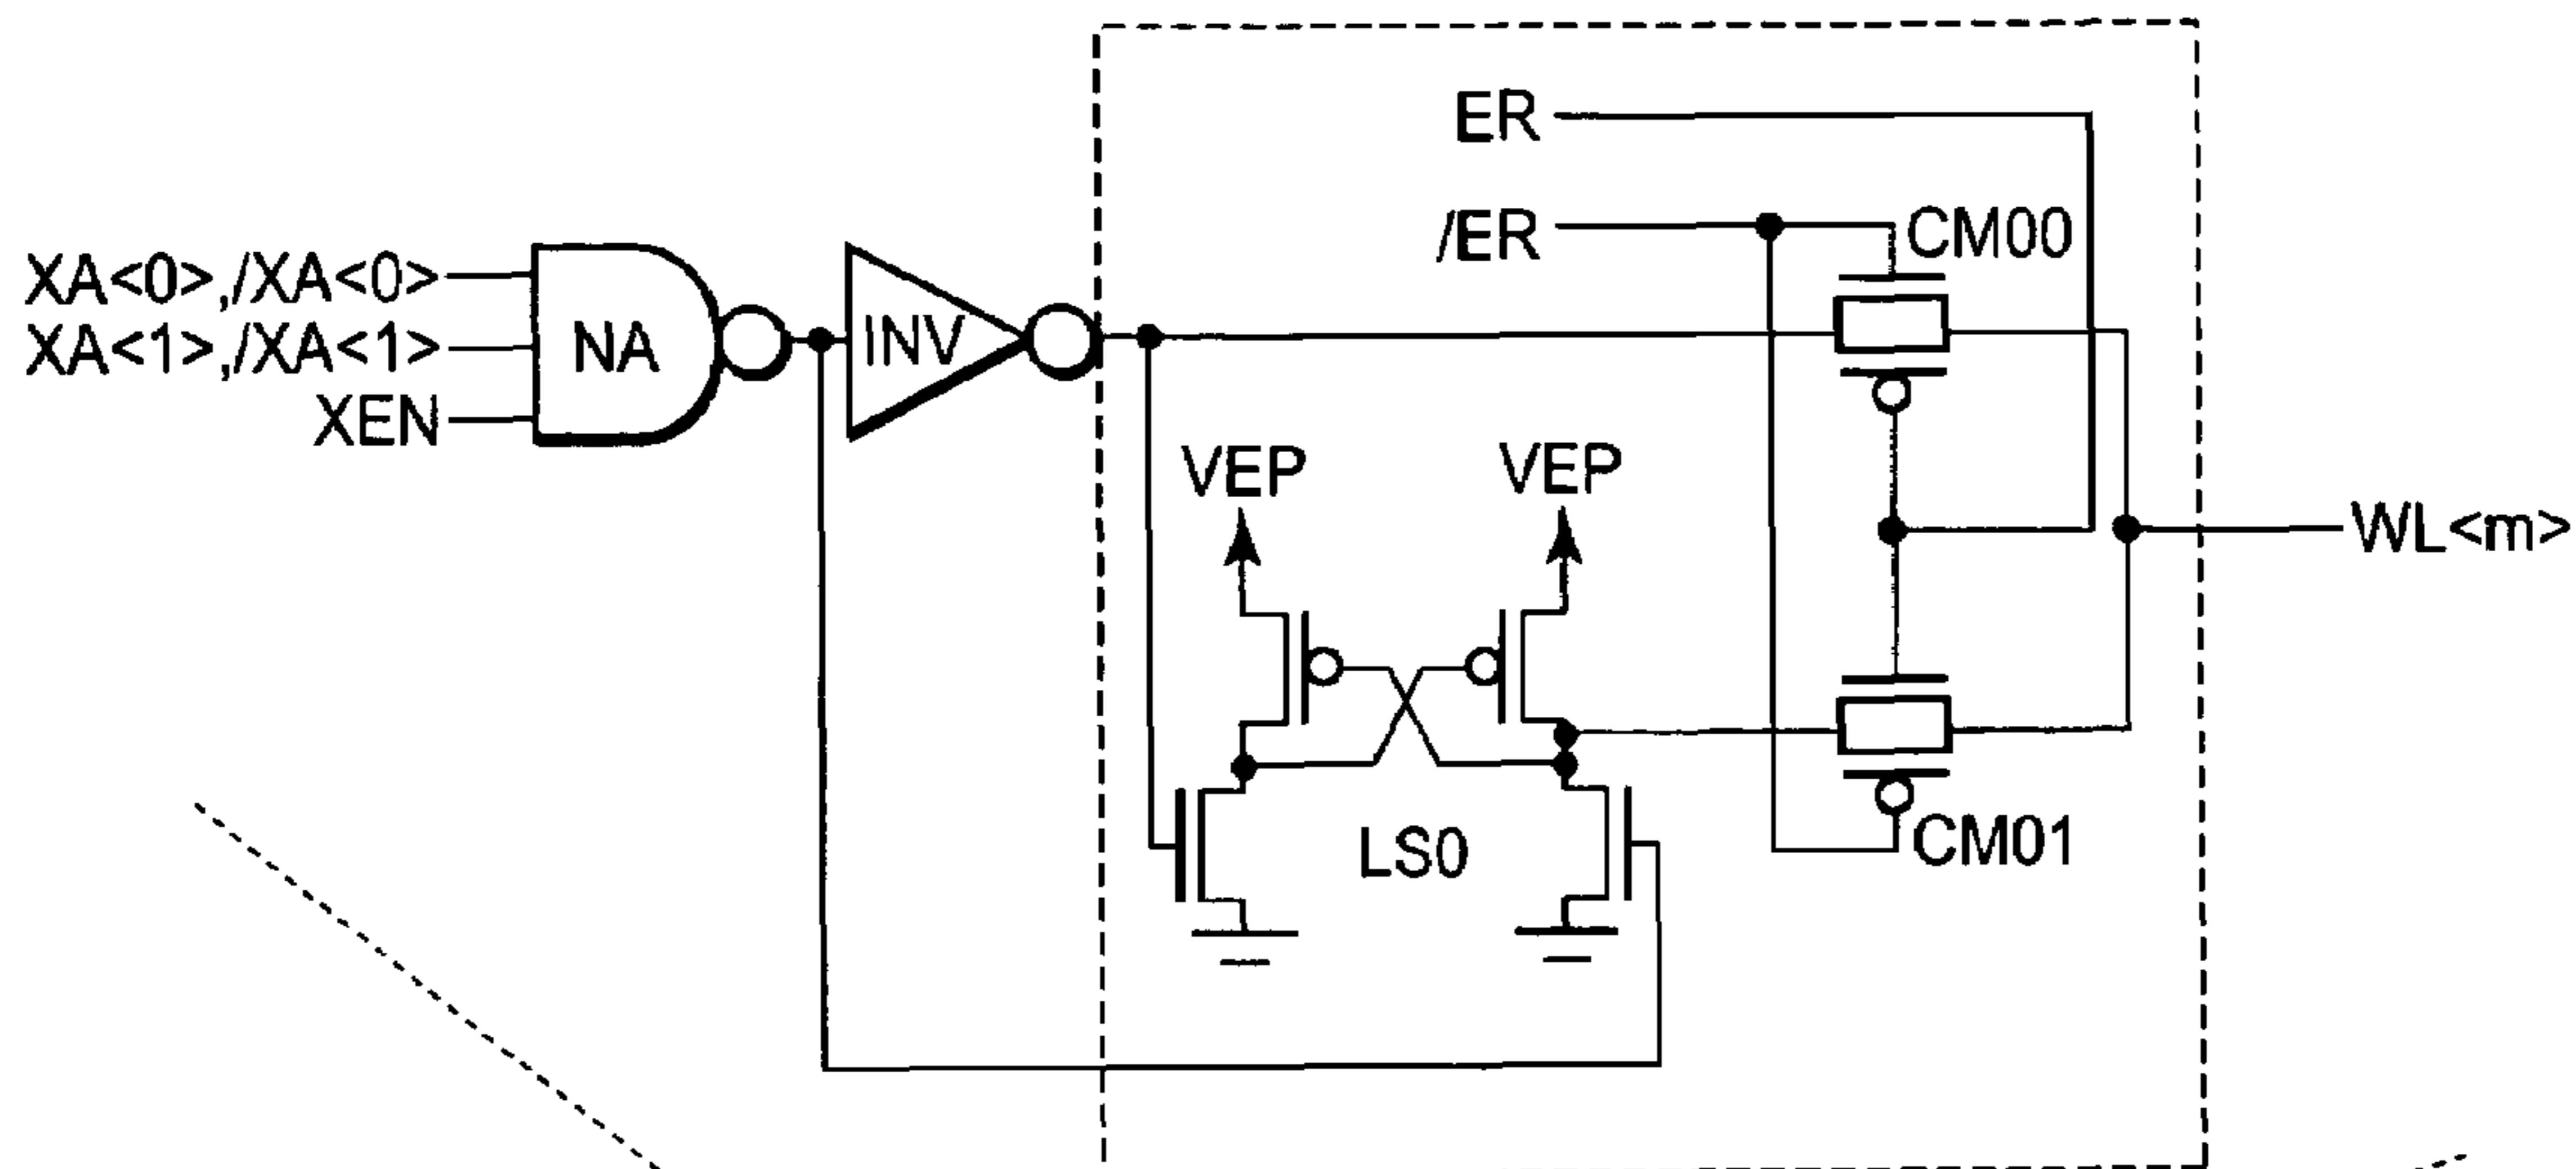 ER
/ER
CM00
XA<0>,/XA<0>
XA<1>,/XA<1>
XEN
NA
INV
VEP
VEP
WL<m>
LS0
CM01